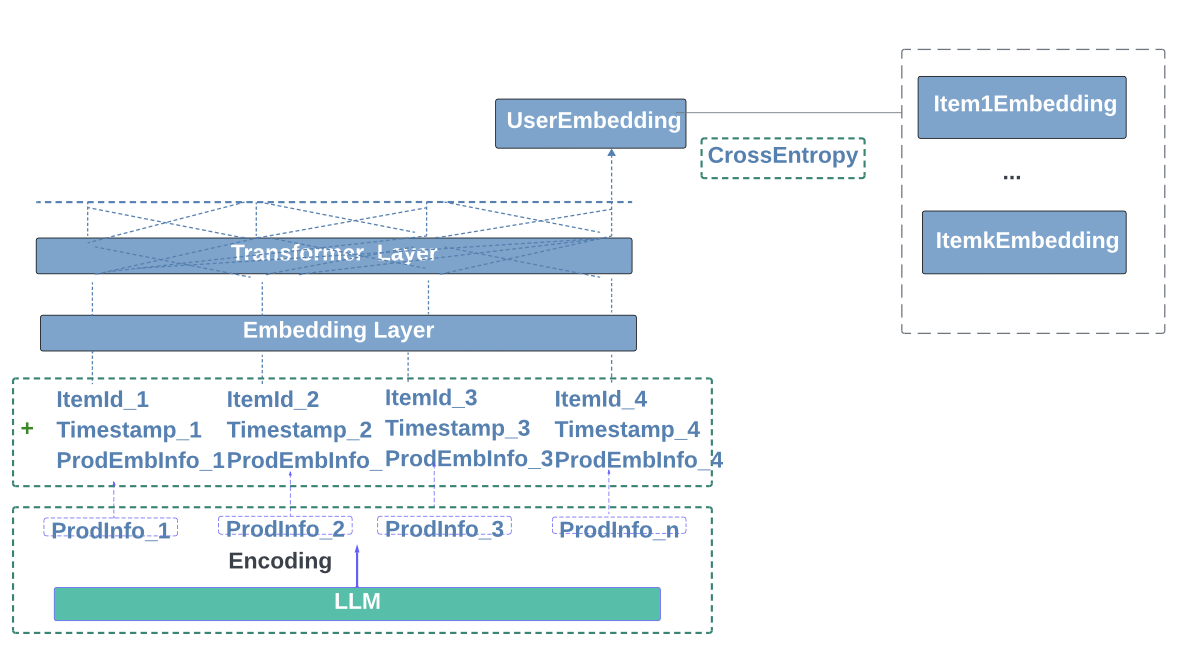 Item1Embedding
UserEmbedding
CrossEntropy
...
ItemkEmbedding
Transformer Layer
Embedding Layer
ItemId_1 ItemId_2 ItemId_3 ItemId_4
+ Timestamp_1 Timestamp_2 Timestamp_3 Timestamp_4
ProdEmbInfo_1 ProdEmbInfo_ ProdEmbInfo_3 ProdEmbInfo_4
ProdInfo_1 ProdInfo_2 ProdInfo_3 ProdInfo_n
Encoding
LLM